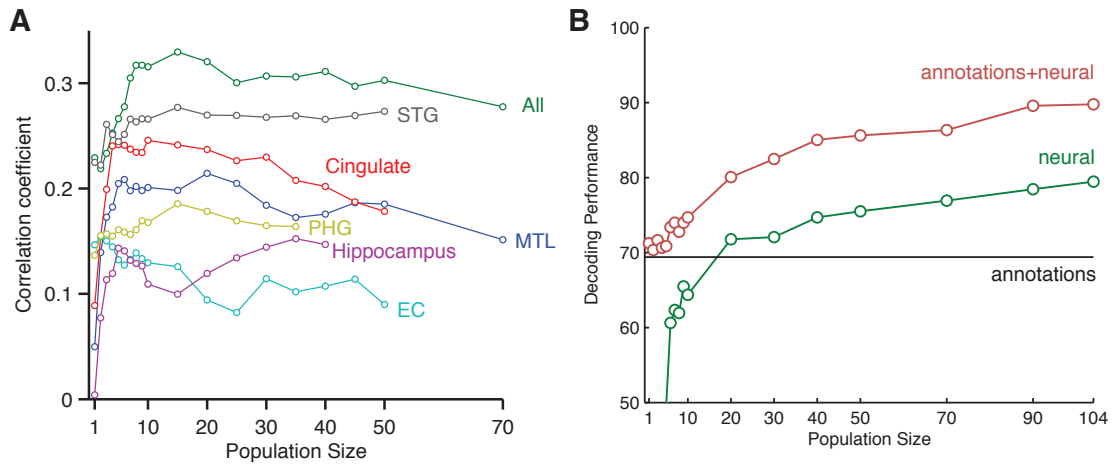 A
Correlation coefficient
0.3
0.2
0.1
0
All
STG
Cingulate
MTL
PHG
Hippocampus
EC
1 10 20 30 40 50 70
Population Size
B
Decoding Performance
100
90
80
70
60
50
annotations+neural
neural
annotations
1 10 20 30 40 50 70 90 104
Population Size